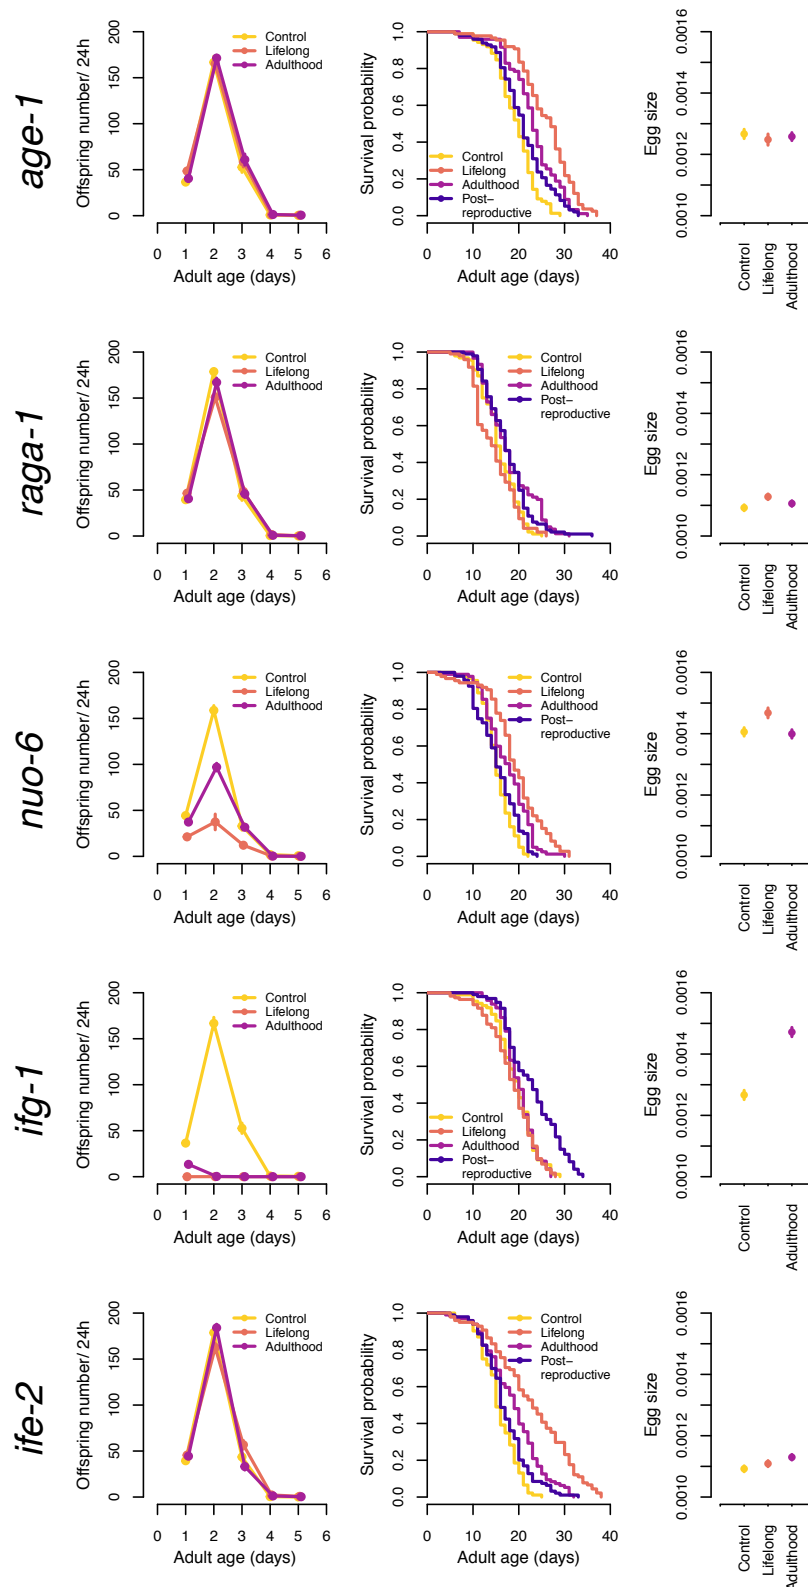 age-1
Offspring number/ 24h
200
150
100
50
0
Control
Lifelong
Adulthood
0 1 2 3 4 5 6
Adult age (days)
Survival probability
1.0
0.8
0.6
0.4
0.2
0.0
Control
Lifelong
Adulthood
Post–
reproductive
0 10 20 30 40
Adult age (days)
Egg size
0.0016
0.0014
0.0012
0.0010
Control
Lifelong
Adulthood
raga-1
Offspring number/ 24h
200
150
100
50
0
Control
Lifelong
Adulthood
0 1 2 3 4 5 6
Adult age (days)
Survival probability
1.0
0.8
0.6
0.4
0.2
0.0
Control
Lifelong
Adulthood
Post–
reproductive
0 10 20 30 40
Adult age (days)
Egg size
0.0016
0.0014
0.0012
0.0010
Control
Lifelong
Adulthood
nuo-6
Offspring number/ 24h
200
150
100
50
0
Control
Lifelong
Adulthood
0 1 2 3 4 5 6
Adult age (days)
Survival probability
1.0
0.8
0.6
0.4
0.2
0.0
Control
Lifelong
Adulthood
Post–
reproductive
0 10 20 30 40
Adult age (days)
Egg size
0.0016
0.0014
0.0012
0.0010
Control
Lifelong
Adulthood
ifg-1
Offspring number/ 24h
200
150
100
50
0
Control
Lifelong
Adulthood
0 1 2 3 4 5 6
Adult age (days)
Survival probability
1.0
0.8
0.6
0.4
0.2
0.0
Control
Lifelong
Adulthood
Post–
reproductive
0 10 20 30 40
Adult age (days)
Egg size
0.0016
0.0014
0.0012
0.0010
Control
Adulthood
ife-2
Offspring number/ 24h
200
150
100
50
0
Control
Lifelong
Adulthood
0 1 2 3 4 5 6
Adult age (days)
Survival probability
1.0
0.8
0.6
0.4
0.2
0.0
Control
Lifelong
Adulthood
Post–
reproductive
0 10 20 30 40
Adult age (days)
Egg size
0.0016
0.0014
0.0012
0.0010
Control
Lifelong
Adulthood